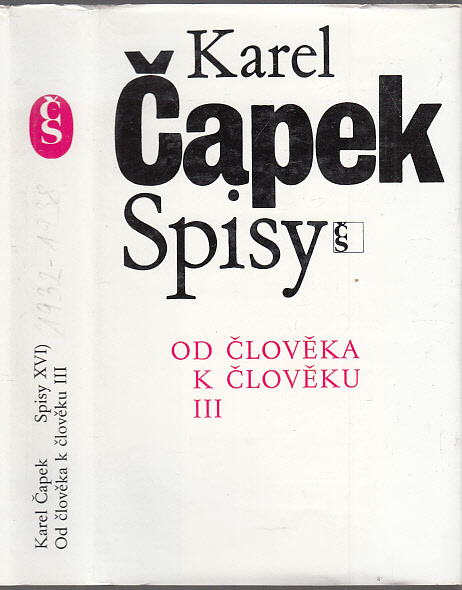 Karel
Čapek
Spisy
ČS
OD ČLOVĚKA
K ČLOVĚKU
III
ČS
1932-1938
Karel Čapek Spisy XVI)
Od člověka k člověku III